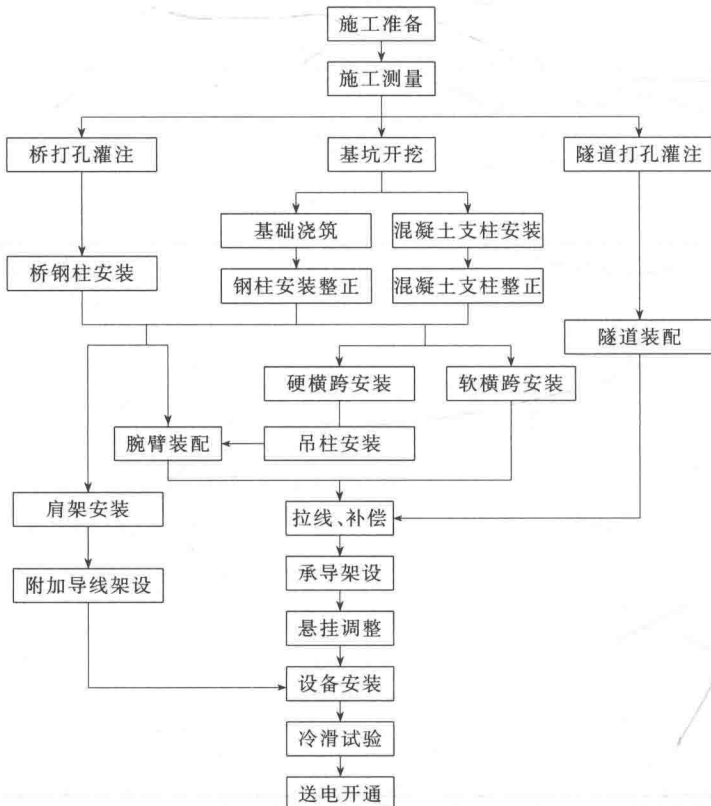 施工准备
施工测量
桥打孔灌注
基坑开挖
隧道打孔灌注
基础浇筑
混凝土支柱安装
桥钢柱安装
钢柱安装整正
混凝土支柱整正
隧道装配
硬横跨安装
软横跨安装
腕臂装配
吊柱安装
肩架安装
拉线、补偿
附加导线架设
承导架设
悬挂调整
设备安装
冷滑试验
送电开通